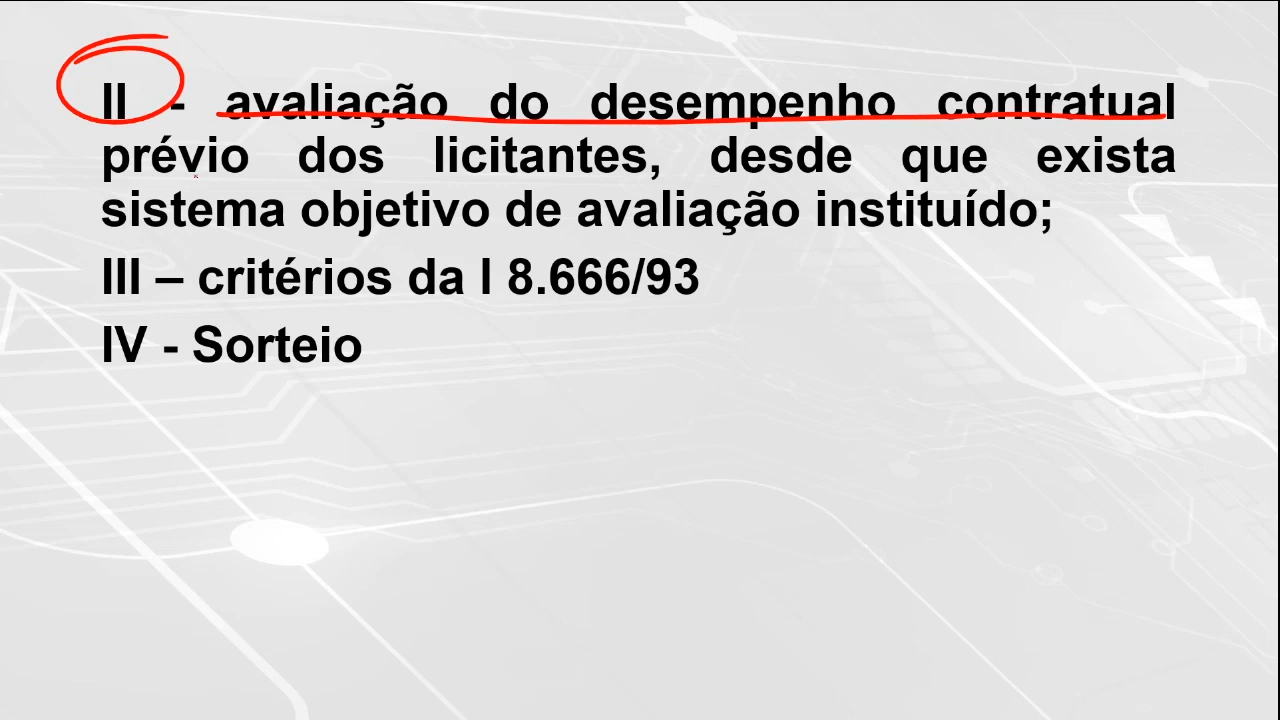 II - avaliação do desempenho contratual
prévio dos licitantes, desde que exista
sistema objetivo de avaliação instituído;
III – critérios da l 8.666/93
IV - Sorteio